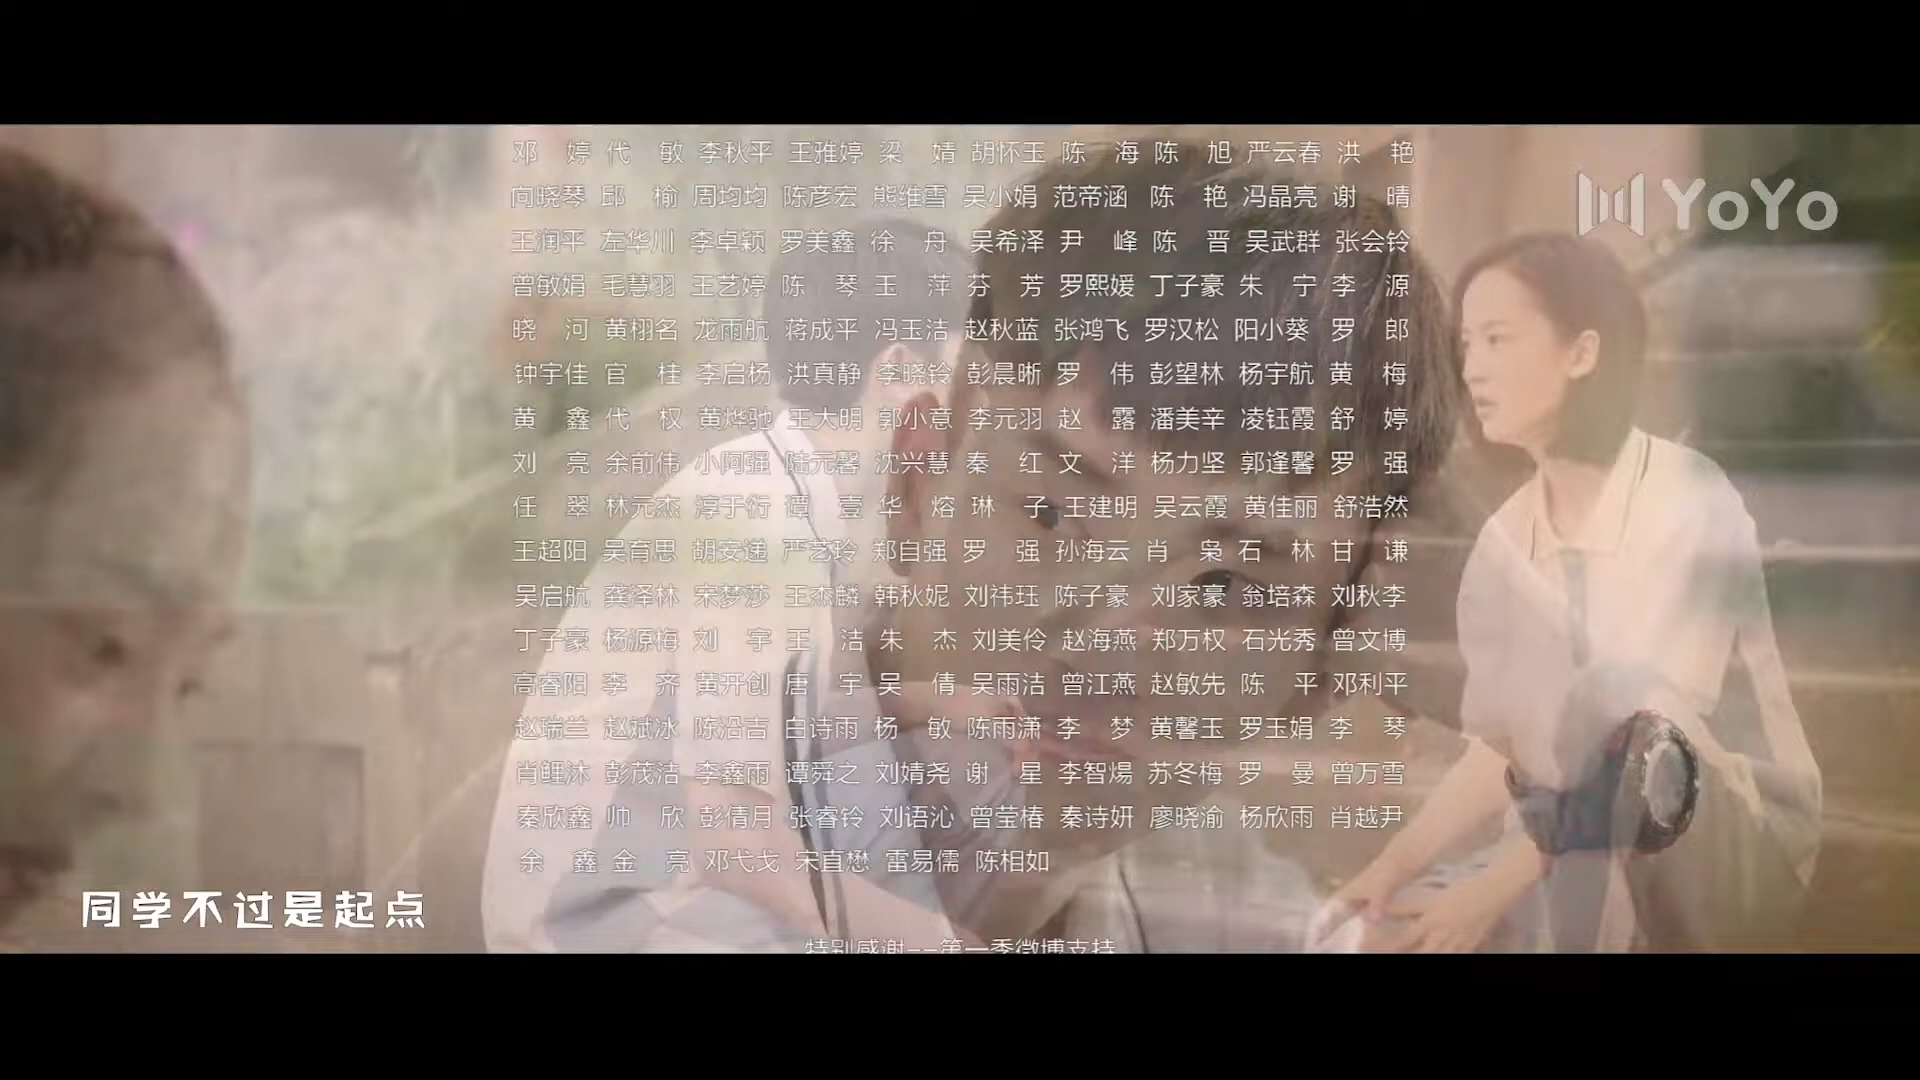 邓 婷 代 敏 李秋平 王雅婷 梁 婧 胡怀玉 陈 海 陈 旭 严云春 洪 艳
向晓琴 邱 榆 周均均 陈彦宏 熊维雪 吴小娟 范帝涵 陈 艳 冯晶亮 谢 晴
YoYo
王润平 左华川 李卓颖 罗美鑫 徐 舟 吴希泽 尹 峰 陈 晋 吴武群 张会铃
曾敏娟 毛慧羽 王艺婷 陈 琴 玉 萍 芬 芳 罗熙媛 丁子豪 朱 宁 李 源
晓 河 黄栩名 龙雨航 蒋成平 冯玉洁 赵秋蓝 张鸿飞 罗汉松 阳小葵 罗 郎
钟宇佳 官 桂 李启杨 洪真静 李晓铃 彭晨晰 罗 伟 彭望林 杨宇航 黄 梅
黄 鑫 代 权 黄烨驰 王大明 郭小意 李元羽 赵 露 潘美辛 凌钰霞 舒 婷
刘 亮 余前伟 小阿强 陆元馨 沈兴慧 秦 红 文 洋 杨力坚 郭逢馨 罗 强
任 翠 林元杰 淳于衍 谭 壹 华 熔 琳 子 王建明 吴云霞 黄佳丽 舒浩然
王超阳 吴育思 胡安递 严艺玲 郑自强 罗 强 孙海云 肖 枭 石 林 甘 谦
吴启航 龚泽林 宋梦莎 王杰麟 韩秋妮 刘祎珏 陈子豪 刘家豪 翁培森 刘秋李
丁子豪 杨源梅 刘 宇 王 洁 朱 杰 刘美伶 赵海燕 郑万权 石光秀 曾文博
高睿阳 李 齐 黄开创 唐 宇 吴 倩 吴雨洁 曾江燕 赵敏先 陈 平 邓利平
赵瑞兰 赵斌冰 陈沿吉 白诗雨 杨 敏 陈雨潇 李 梦 黄馨玉 罗玉娟 李 琴
肖鲤沐 彭茂洁 李鑫雨 谭舜之 刘婧尧 谢 星 李智煬 苏冬梅 罗 曼 曾万雪
秦欣鑫 帅 欣 彭倩月 张睿铃 刘语沁 曾莹椿 秦诗妍 廖晓渝 杨欣雨 肖越尹
余 鑫 金 亮 邓弋戈 宋直懋 雷易儒 陈相如
同学不过是起点
特别感谢--第一季微博支持